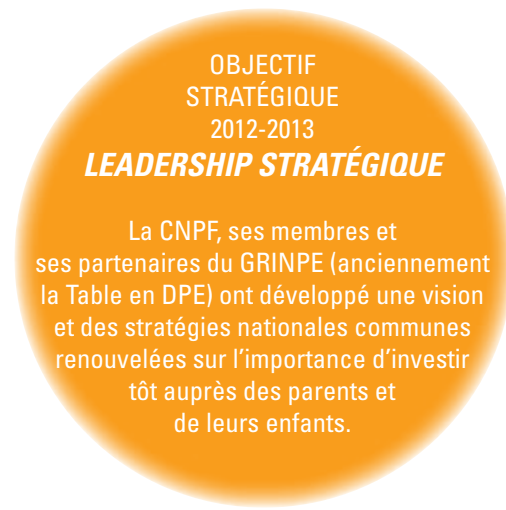 OBJECTIF
STRATÉGIQUE
2012-2013
LEADERSHIP STRATÉGIQUE
La CNPF, ses membres et
ses partenaires du GRINPE (anciennement
la Table en DPE) ont développé une vision
et des stratégies nationales communes
renouvelées sur l’importance d’investir
tôt auprès des parents et
de leurs enfants.